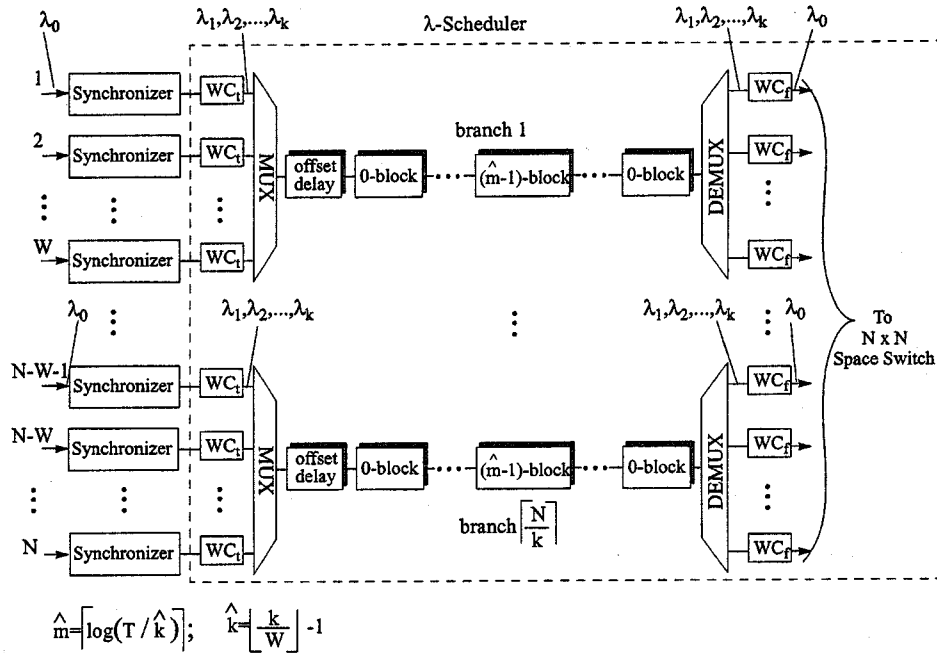 λ-Scheduler
λ0 λ1, λ2,...,λk λ1, λ2,...,λk λ0
1 Synchronizer WCt WCf
2 Synchronizer WCt branch 1 WCf
MUX offset delay 0-block ... (m̂-1)-block ... 0-block DEMUX
W Synchronizer WCt WCf
λ0 λ1, λ2,...,λk λ1, λ2,...,λk λ0
To
N x N
Space Switch
N-W-1 Synchronizer WCt WCf
N-W Synchronizer WCt WCf
MUX offset delay 0-block ... (m̂-1)-block ... 0-block DEMUX
branch ⌈N/k⌉
N Synchronizer WCt WCf
m̂=⌈log(T / k̂)⌉; k̂=⌊k/W⌋ -1